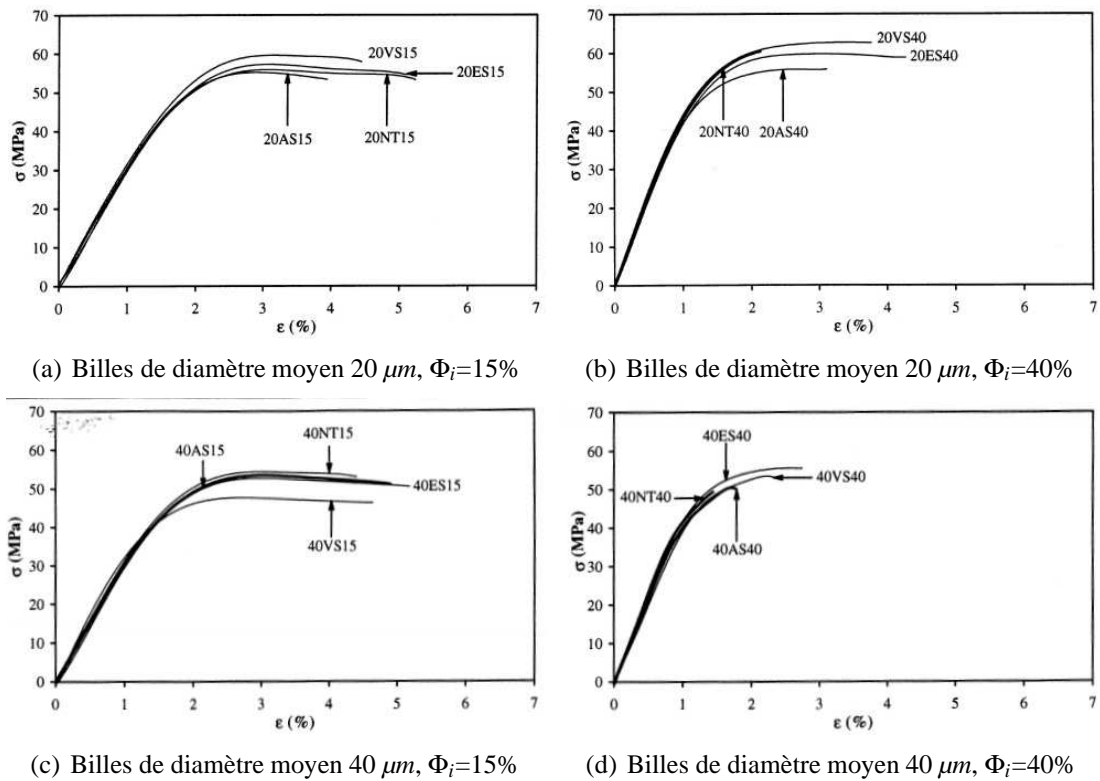 70
60
50
40
30
20
10
0
σ (MPa)
20VS15
20ES15
20AS15
20NT15
0 1 2 3 4 5 6 7
ε (%)
(a) Billes de diamètre moyen 20 μm, Φi=15%
70
60
50
40
30
20
10
0
σ (MPa)
20VS40
20ES40
20NT40
20AS40
0 1 2 3 4 5 6 7
ε (%)
(b) Billes de diamètre moyen 20 μm, Φi=40%
70
60
50
40
30
20
10
0
σ (MPa)
40NT15
40AS15
40ES15
40VS15
0 1 2 3 4 5 6 7
ε (%)
(c) Billes de diamètre moyen 40 μm, Φi=15%
70
60
50
40
30
20
10
0
σ (MPa)
40ES40
40VS40
40NT40
40AS40
0 1 2 3 4 5 6 7
ε (%)
(d) Billes de diamètre moyen 40 μm, Φi=40%